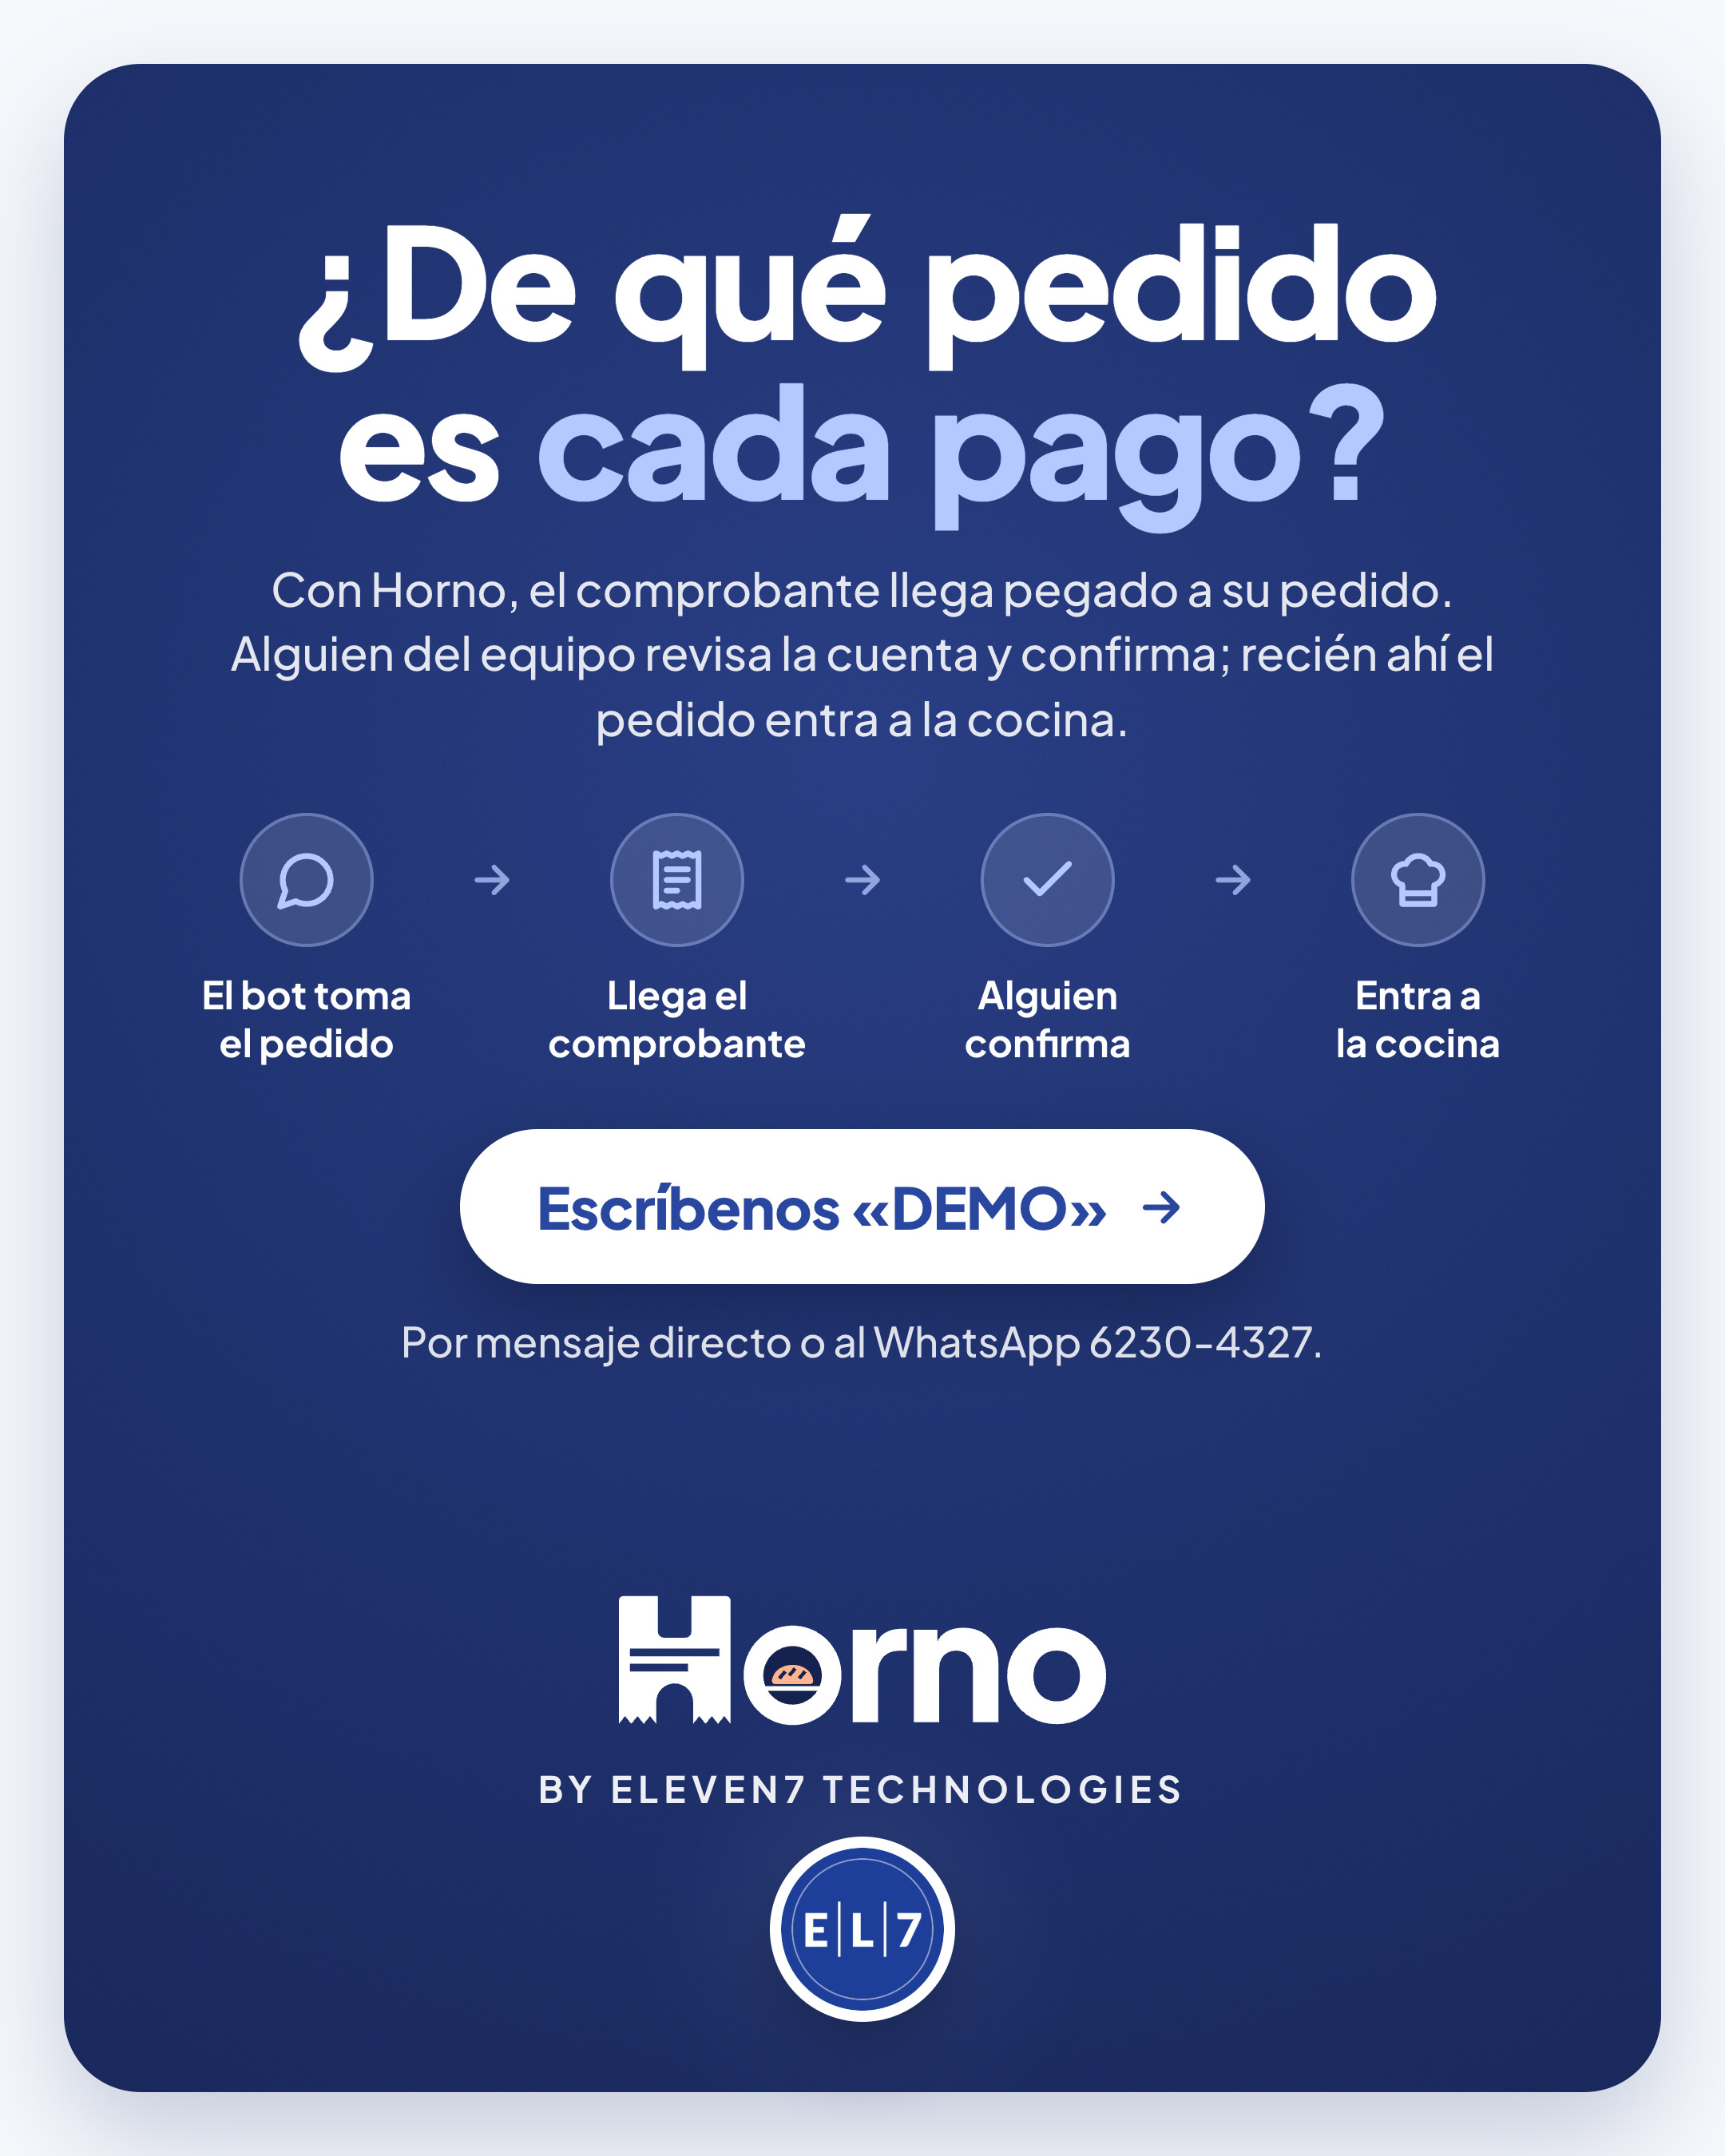 ¿De qué pedido
es cada pago?
Con Horno, el comprobante llega pegado a su pedido.
Alguien del equipo revisa la cuenta y confirma; recién ahí el
pedido entra a la cocina.
El bot toma
el pedido
Llega el
comprobante
Alguien
confirma
Entra a
la cocina
Escríbenos «DEMO»
Por mensaje directo o al WhatsApp 6230-4327.
Horno
BY ELEVEN7 TECHNOLOGIES
E|L|7